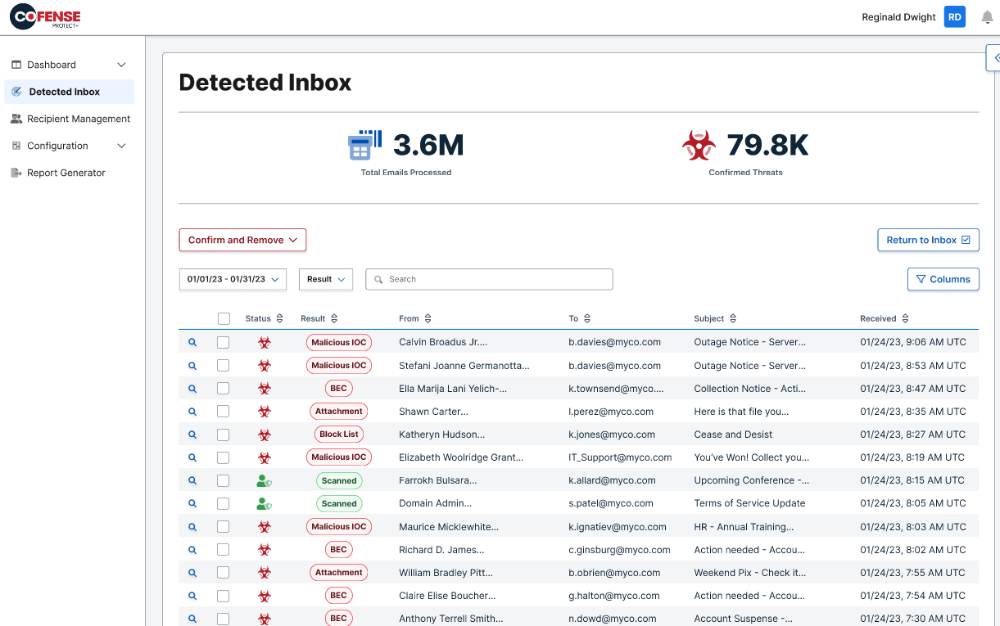 COFENSE
PROTECT+
Reginald Dwight RD
Dashboard
Detected Inbox
Recipient Management
Configuration
Report Generator
Detected Inbox
3.6M
Total Emails Processed
79.8K
Confirmed Threats
Confirm and Remove
Return to Inbox
01/01/23 - 01/31/23 Result Search Columns
Status Result From To Subject Received
Malicious IOC Calvin Broadus Jr.... b.davies@myco.com Outage Notice - Server... 01/24/23, 9:06 AM UTC
Malicious IOC Stefani Joanne Germanotta... b.davies@myco.com Outage Notice - Server... 01/24/23, 8:53 AM UTC
BEC Ella Marija Lani Yelich-... k.townsend@myco.... Collection Notice - Acti... 01/24/23, 8:47 AM UTC
Attachment Shawn Carter... l.perez@myco.com Here is that file you... 01/24/23, 8:35 AM UTC
Block List Katheryn Hudson... k.jones@myco.com Cease and Desist 01/24/23, 8:27 AM UTC
Malicious IOC Elizabeth Woolridge Grant... IT_Support@myco.com You've Won! Collect you... 01/24/23, 8:19 AM UTC
Scanned Farrokh Bulsara... k.allard@myco.com Upcoming Conference -... 01/24/23, 8:15 AM UTC
Scanned Domain Admin... s.patel@myco.com Terms of Service Update 01/24/23, 8:05 AM UTC
Malicious IOC Maurice Micklewhite... k.ignatiev@myco.com HR - Annual Training... 01/24/23, 8:03 AM UTC
BEC Richard D. James... c.ginsburg@myco.com Action needed - Accou... 01/24/23, 8:02 AM UTC
Attachment William Bradley Pitt... b.obrien@myco.com Weekend Pix - Check it... 01/24/23, 7:55 AM UTC
BEC Claire Elise Boucher... g.halton@myco.com Action needed - Accou... 01/24/23, 7:54 AM UTC
BEC Anthony Terrell Smith... n.dowd@myco.com Account Suspense -... 01/24/23, 7:30 AM UTC